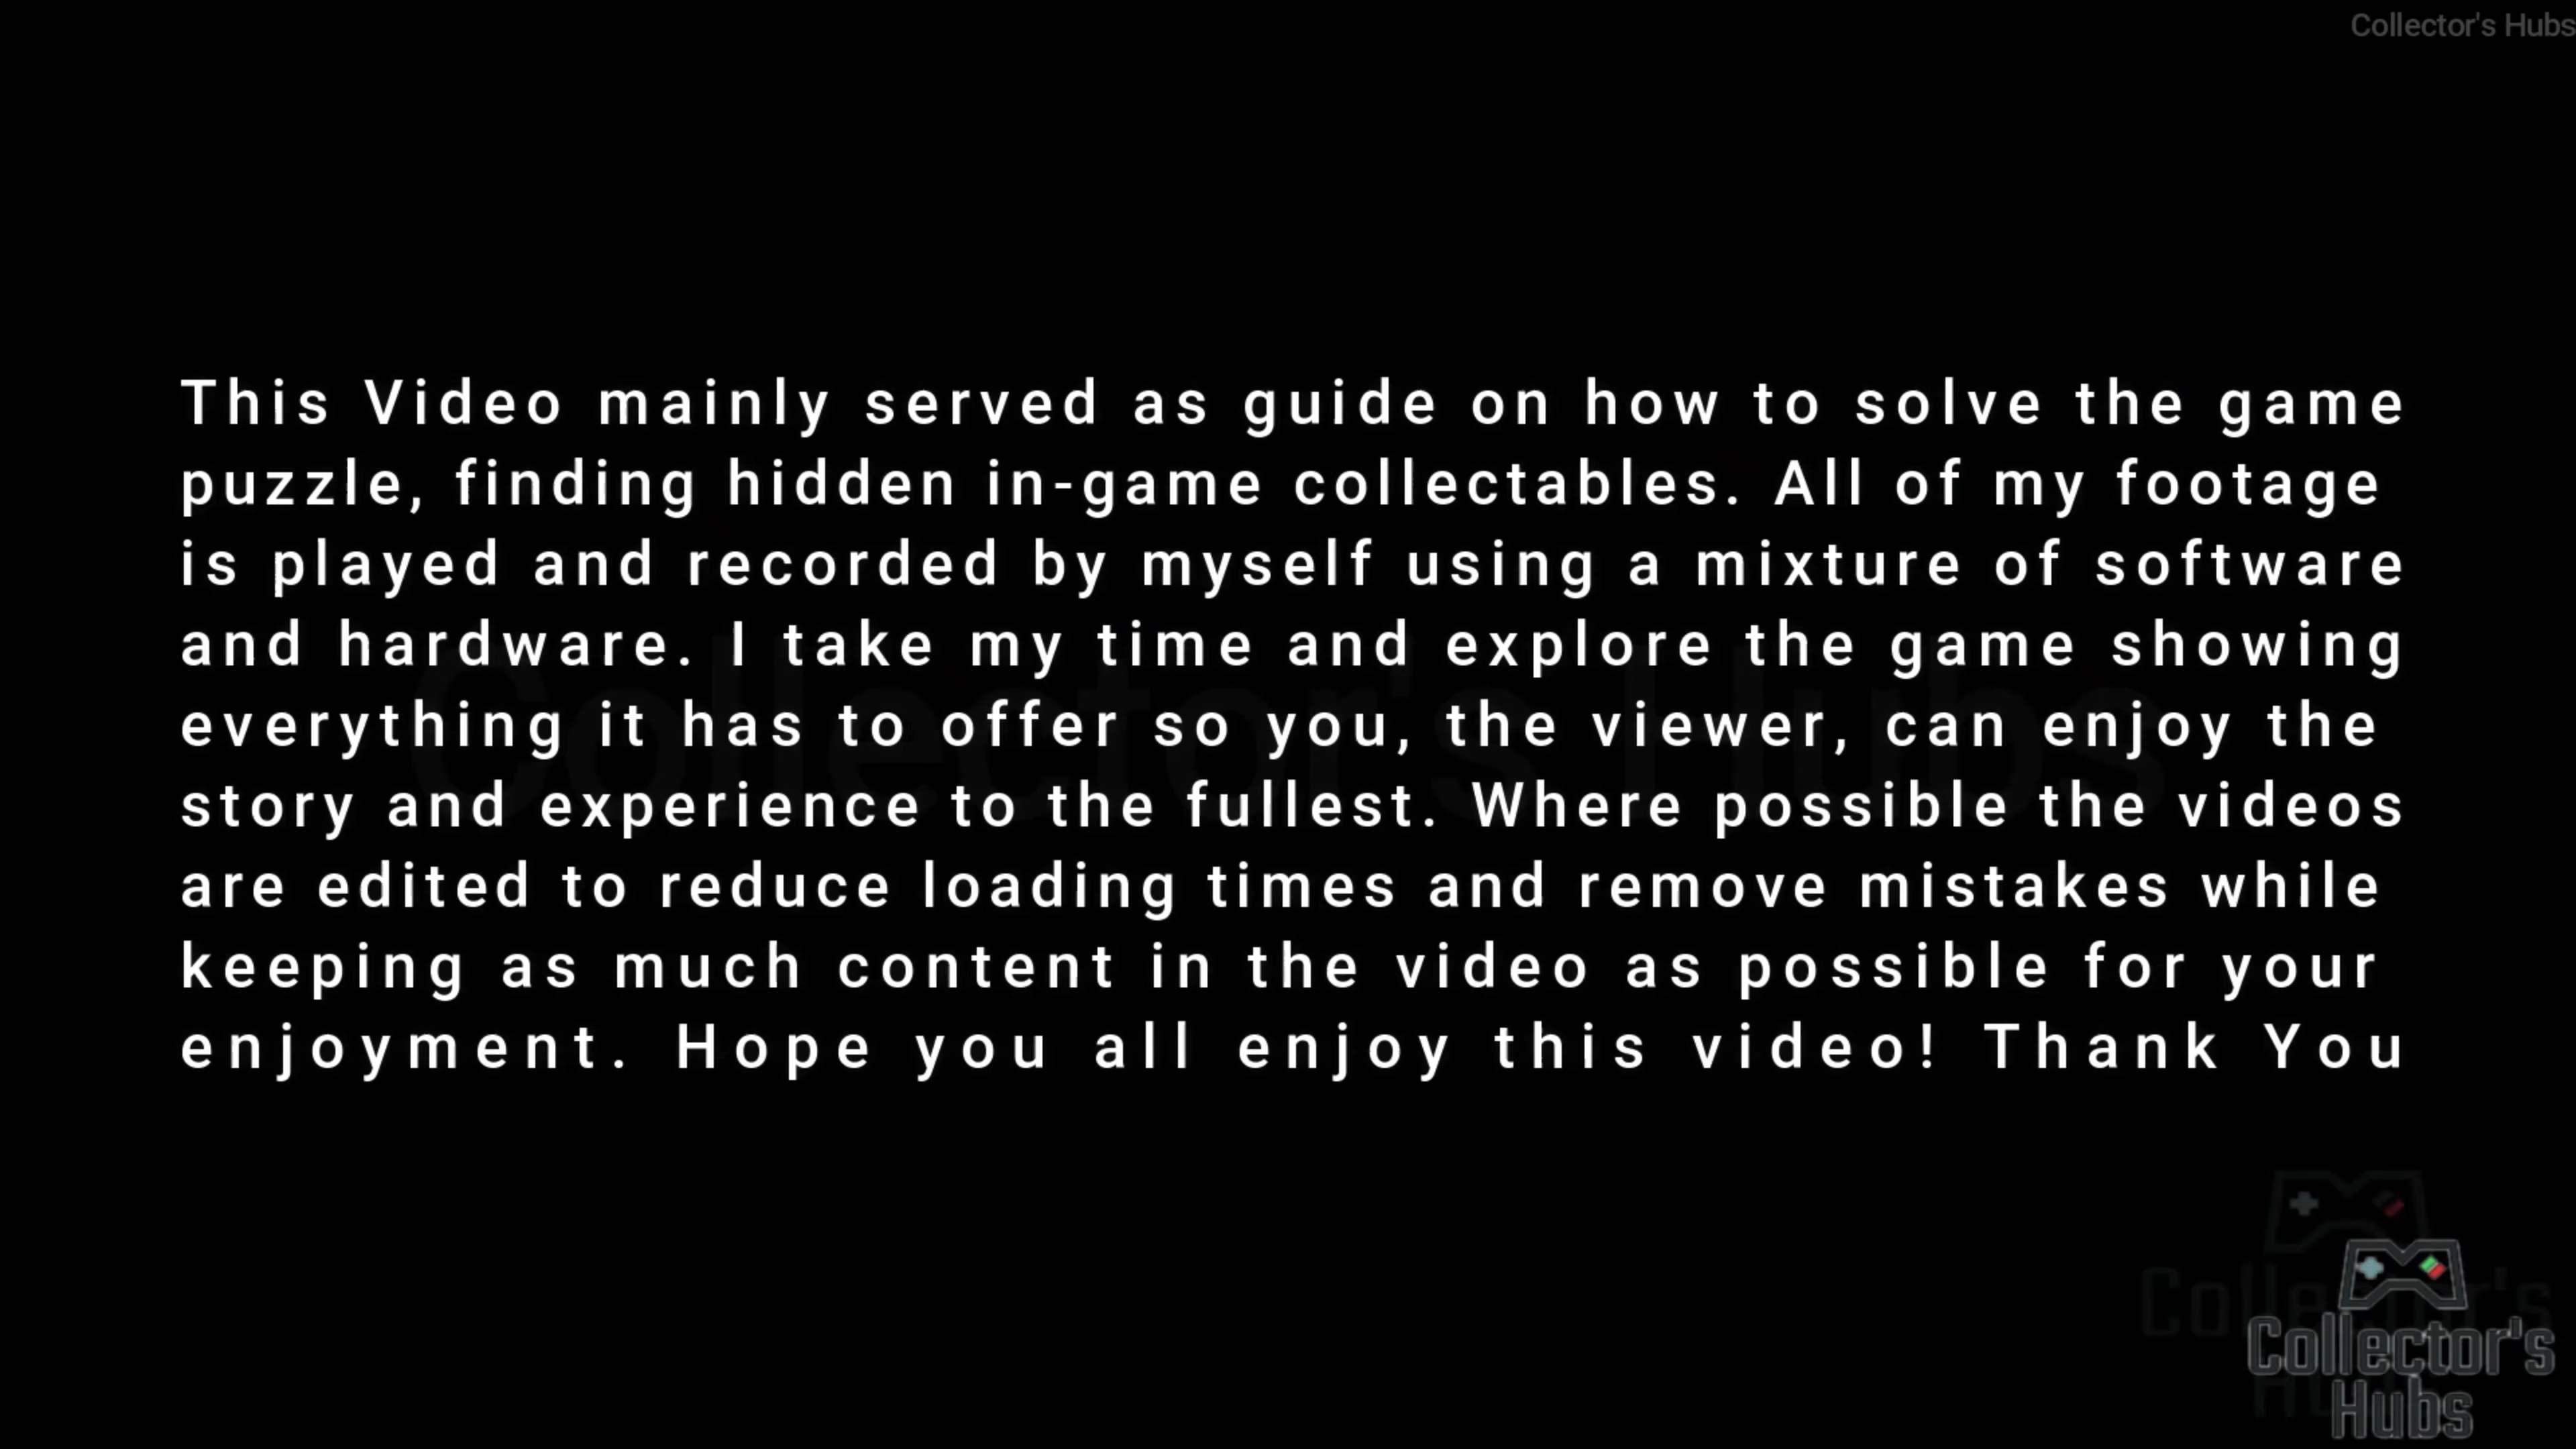 Collector's Hubs
This Video mainly served as guide on how to solve the game
puzzle, finding hidden in-game collectables. All of my footage
is played and recorded by myself using a mixture of software
and hardware. I take my time and explore the game showing
everything it has to offer so you, the viewer, can enjoy the
story and experience to the fullest. Where possible the videos
are edited to reduce loading times and remove mistakes while
keeping as much content in the video as possible for your
enjoyment. Hope you all enjoy this video! Thank You
Collector's Hubs
Collector's
Collector's
Hubs